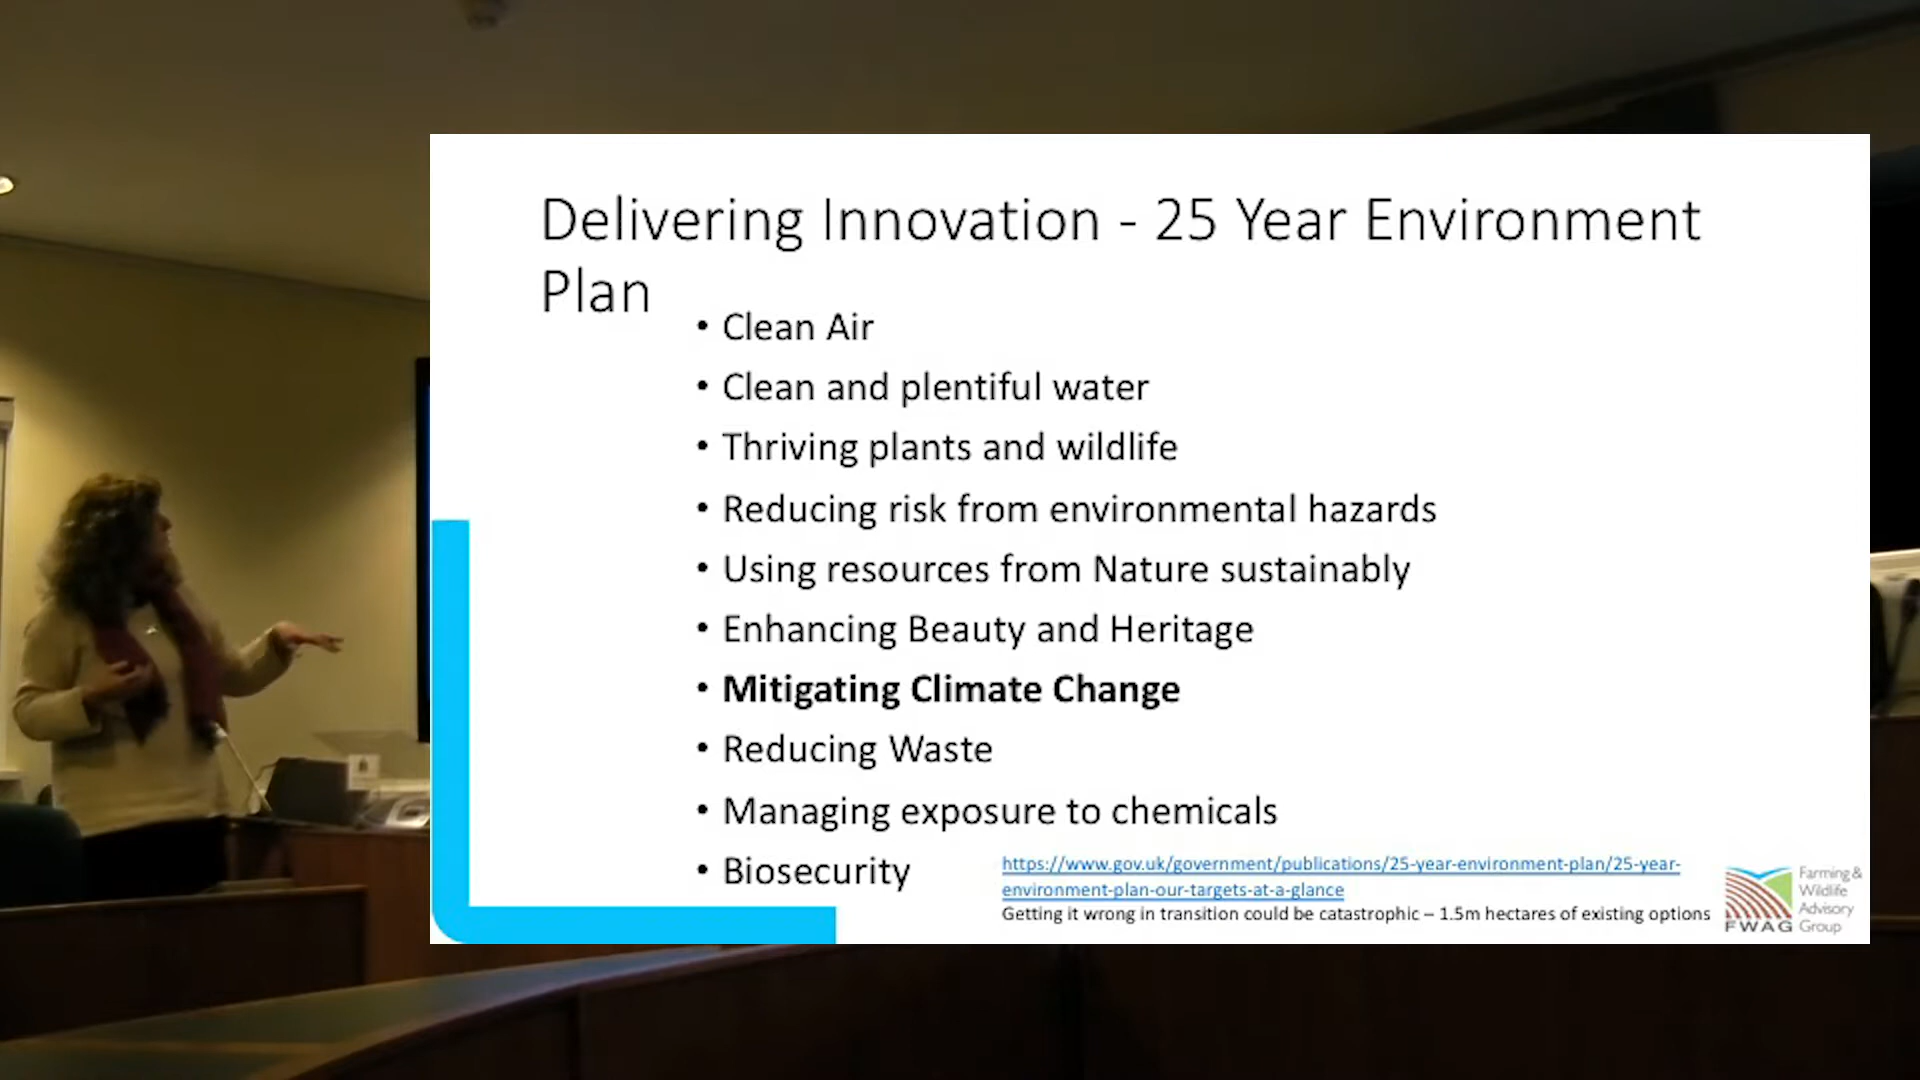 Delivering Innovation - 25 Year Environment
Plan
• Clean Air
• Clean and plentiful water
• Thriving plants and wildlife
• Reducing risk from environmental hazards
• Using resources from Nature sustainably
• Enhancing Beauty and Heritage
• Mitigating Climate Change
• Reducing Waste
• Managing exposure to chemicals
• Biosecurity
https://www.gov.uk/government/publications/25-year-environment-plan/25-year-
environment-plan-our-targets-at-a-glance
Getting it wrong in transition could be catastrophic – 1.5m hectares of existing options
FWAG
Farming &
Wildlife
Advisory
Group